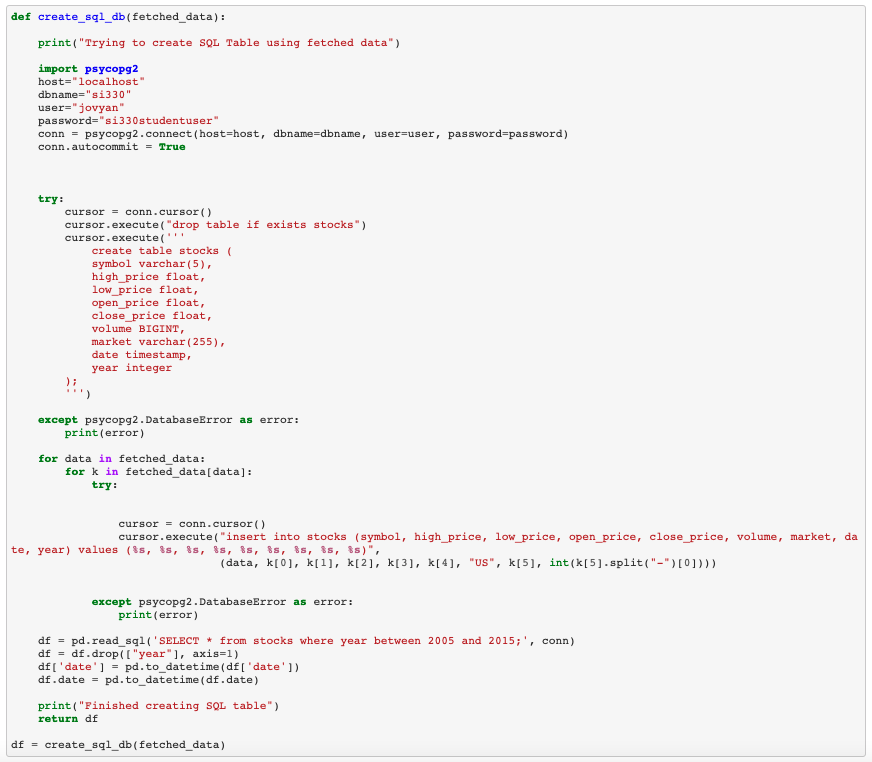 def create_sql_db(fetched_data):
    print("Trying to create SQL Table using fetched data")
    import psycopg2
    host="localhost"
    dbname="si330"
    user="jovyan"
    password="si330studentuser"
    conn = psycopg2.connect(host=host, dbname=dbname, user=user, password=password)
    conn.autocommit = True
    try:
        cursor = conn.cursor()
        cursor.execute("drop table if exists stocks")
        cursor.execute('''
            create table stocks (
            symbol varchar(5),
            high_price float,
            low_price float,
            open_price float,
            close_price float,
            volume BIGINT,
            market varchar(255),
            date timestamp,
            year integer
        );
        ''')
    except psycopg2.DatabaseError as error:
        print(error)
    for data in fetched_data:
        for k in fetched_data[data]:
            try:
                cursor = conn.cursor()
                cursor.execute("insert into stocks (symbol, high_price, low_price, open_price, close_price, volume, market, da
te, year) values (%s, %s, %s, %s, %s, %s, %s, %s, %s)",
                               (data, k[0], k[1], k[2], k[3], k[4], "US", k[5], int(k[5].split("-")[0])))
            except psycopg2.DatabaseError as error:
                print(error)
    df = pd.read_sql('SELECT * from stocks where year between 2005 and 2015;', conn)
    df = df.drop(["year"], axis=1)
    df['date'] = pd.to_datetime(df['date'])
    df.date = pd.to_datetime(df.date)
    print("Finished creating SQL table")
    return df
df = create_sql_db(fetched_data)